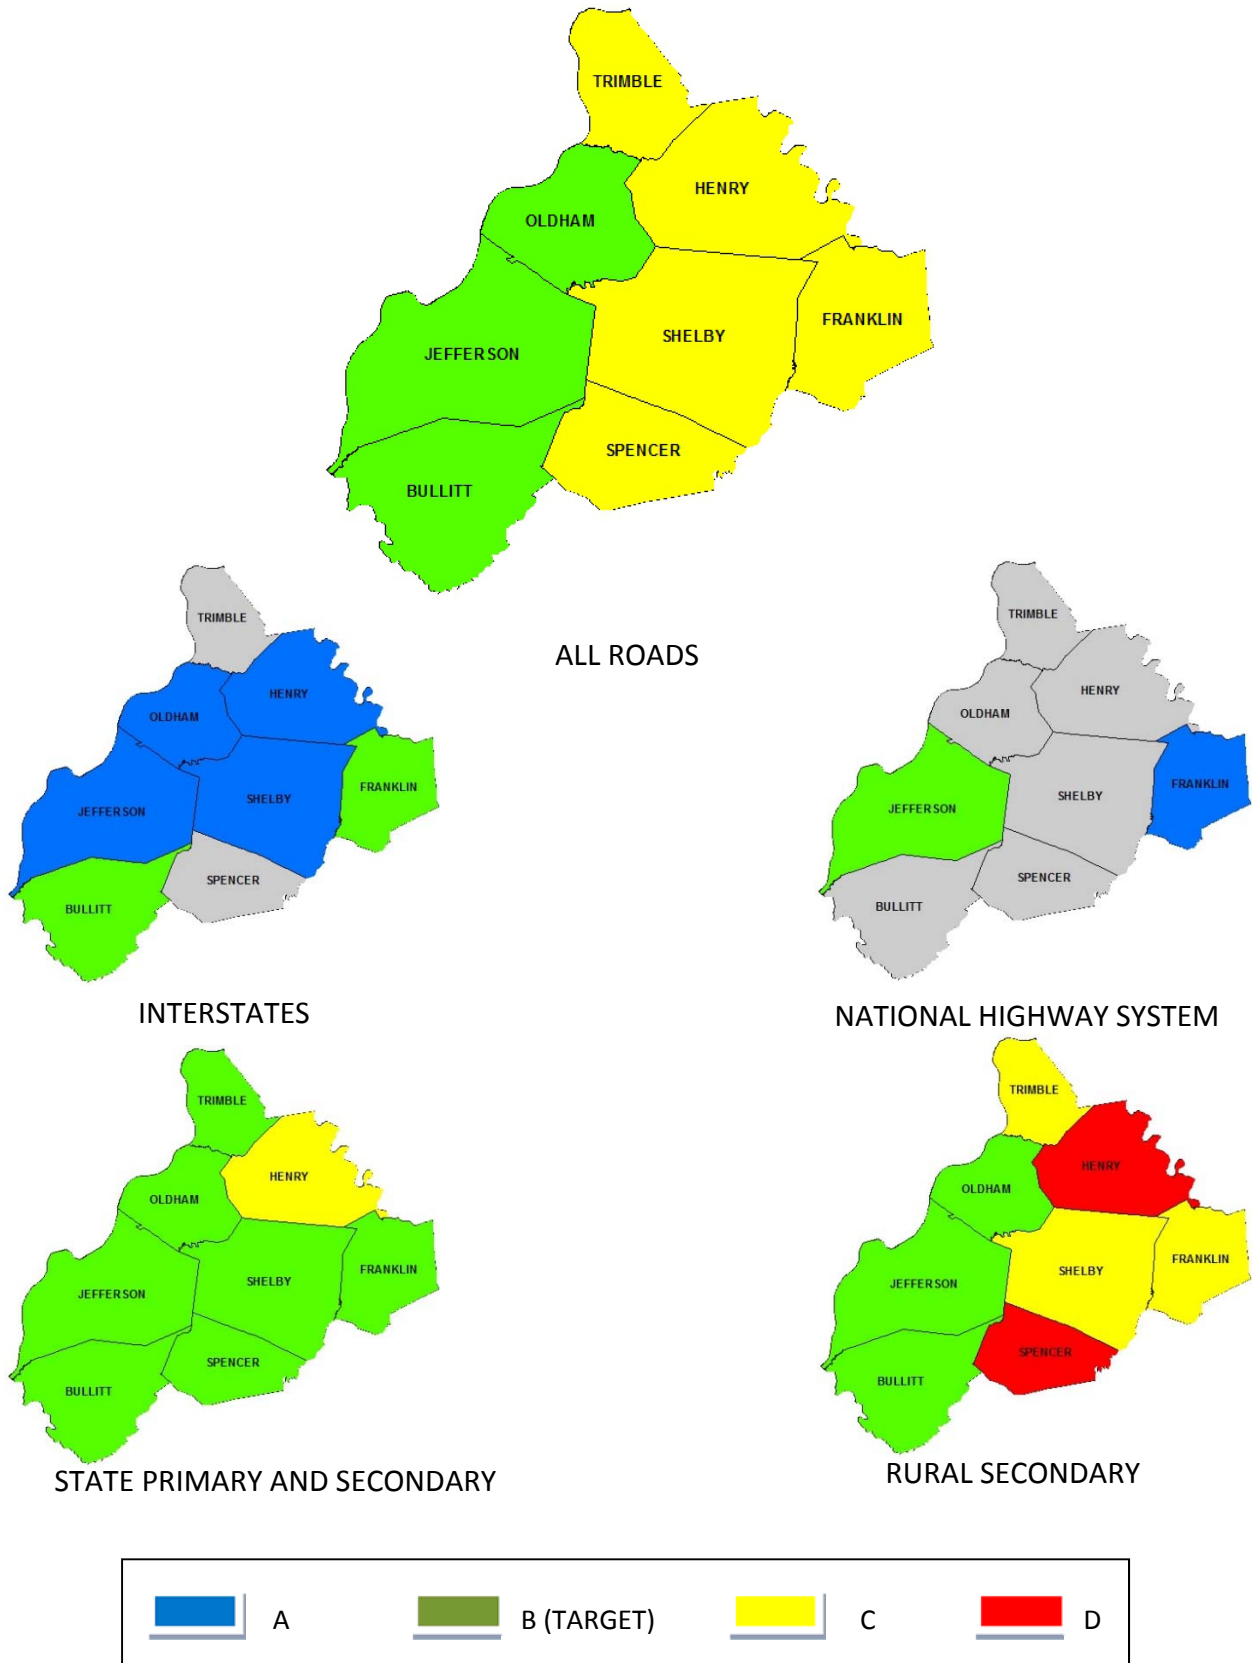 TRIMBLE
HENRY
OLDHAM
FRANKLIN
SHELBY
JEFFERSON
SPENCER
BULLITT
ALL ROADS
TRIMBLE
HENRY
OLDHAM
FRANKLIN
SHELBY
JEFFERSON
SPENCER
BULLITT
INTERSTATES
TRIMBLE
HENRY
OLDHAM
FRANKLIN
SHELBY
JEFFERSON
SPENCER
BULLITT
NATIONAL HIGHWAY SYSTEM
TRIMBLE
HENRY
OLDHAM
FRANKLIN
SHELBY
JEFFERSON
SPENCER
BULLITT
STATE PRIMARY AND SECONDARY
TRIMBLE
HENRY
OLDHAM
FRANKLIN
SHELBY
JEFFERSON
SPENCER
BULLITT
RURAL SECONDARY
A
B (TARGET)
C
D